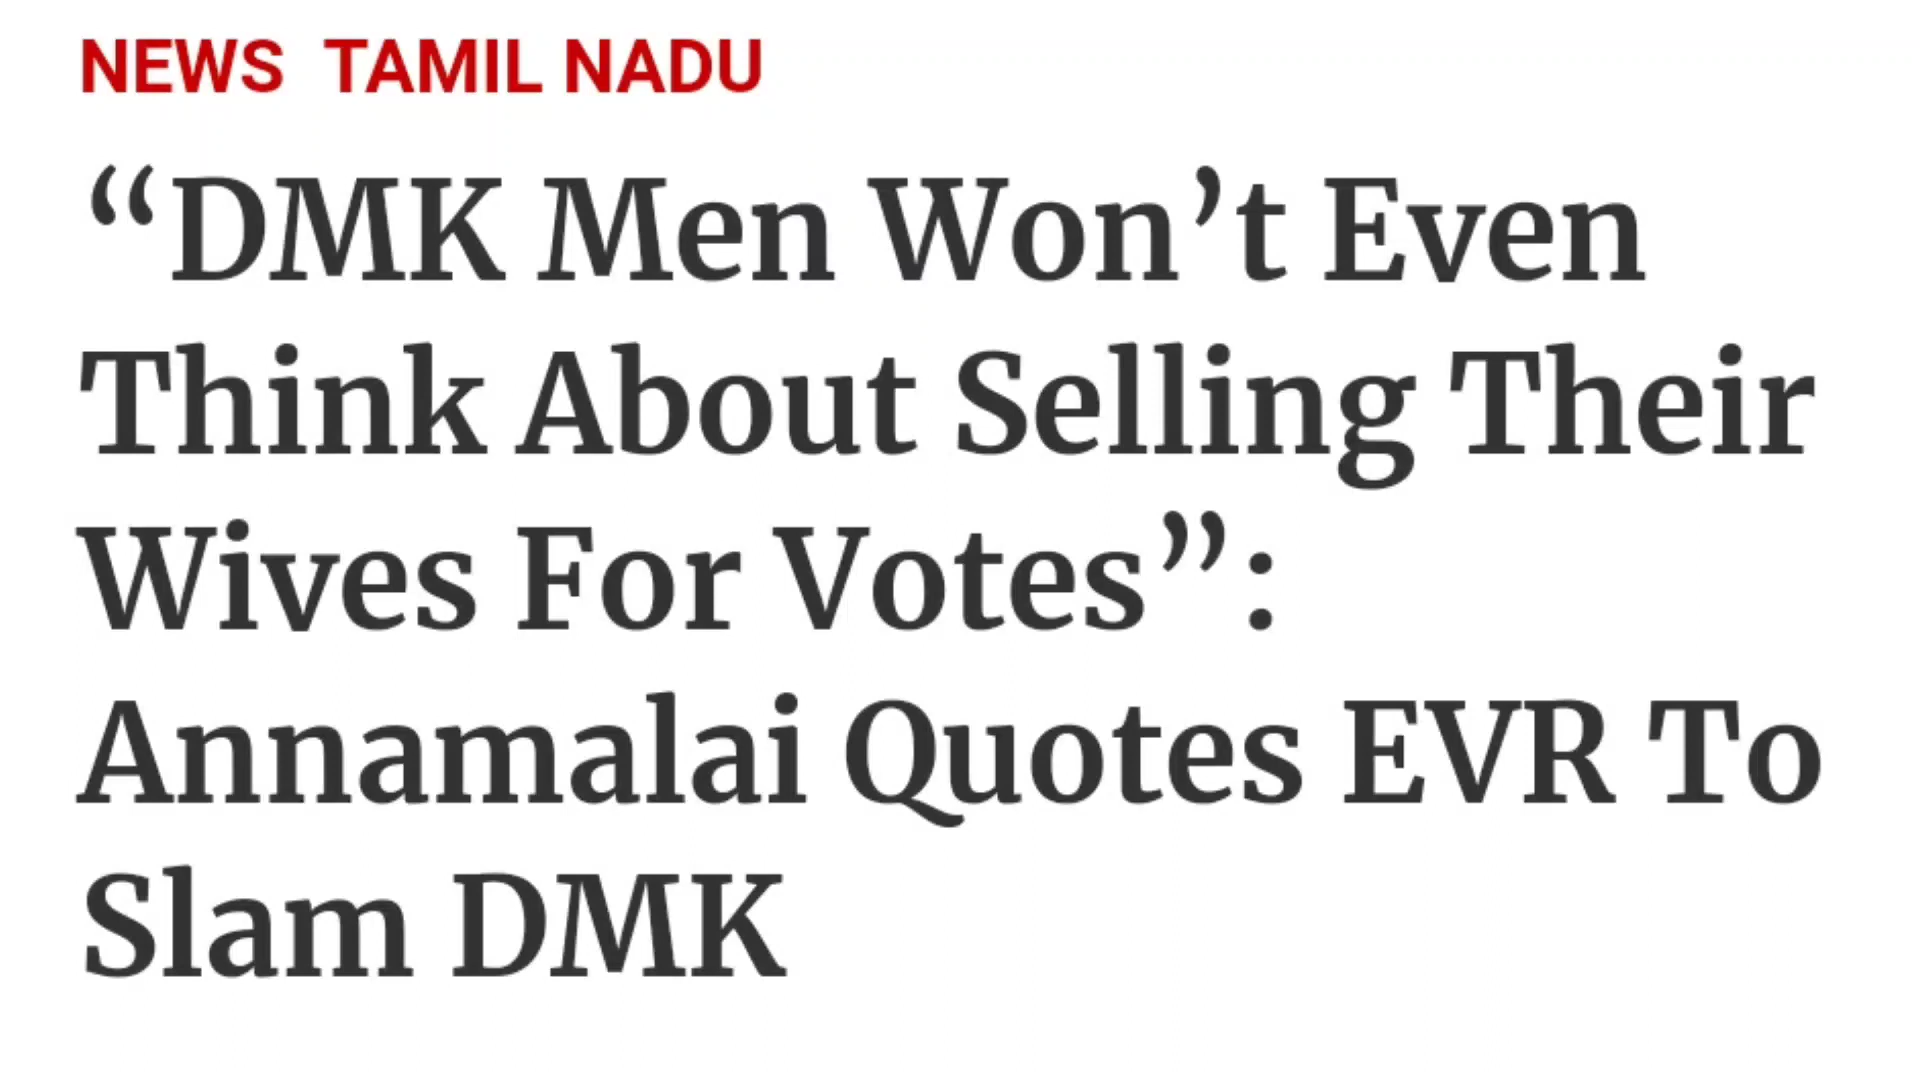 NEWS TAMIL NADU
“DMK Men Won’t Even
Think About Selling Their
Wives For Votes”:
Annamalai Quotes EVR To
Slam DMK